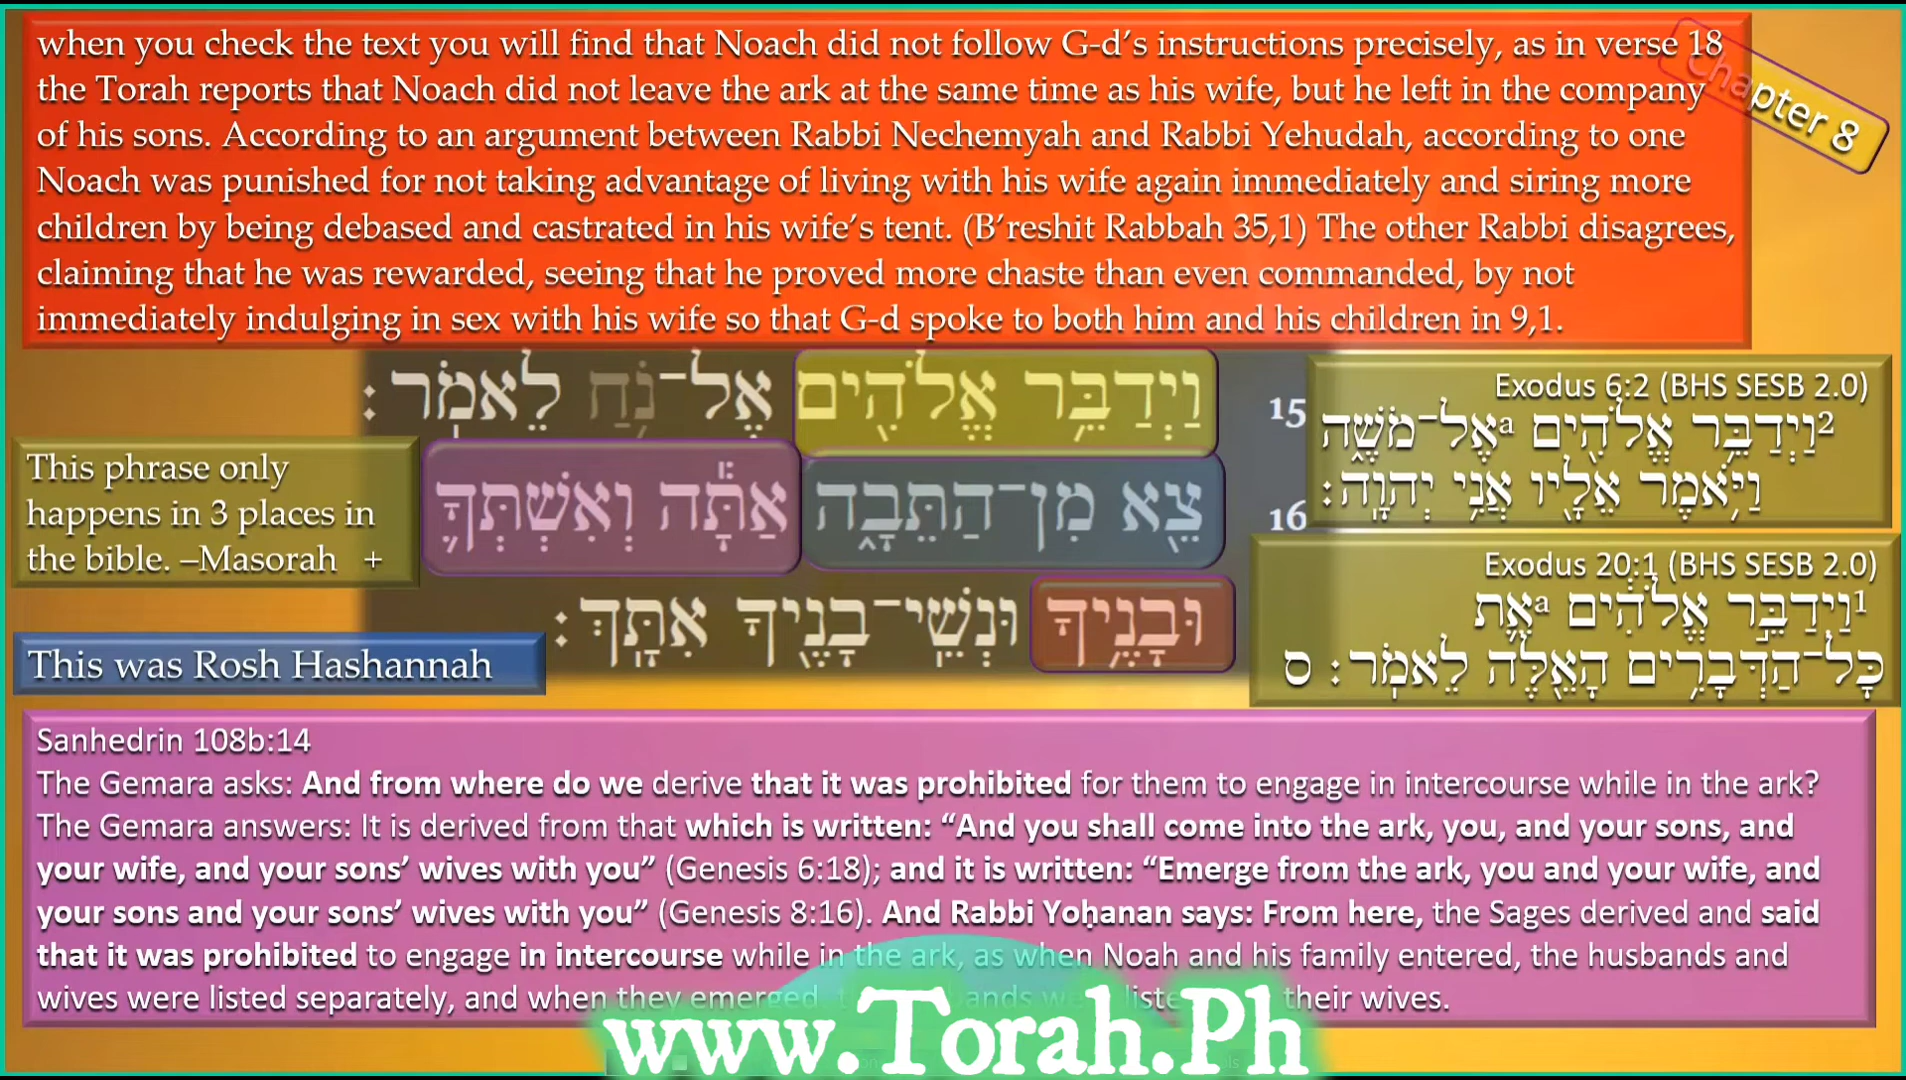 when you check the text you will find that Noach did not follow G-d’s instructions precisely, as in verse 18
the Torah reports that Noach did not leave the ark at the same time as his wife, but he left in the company
of his sons. According to an argument between Rabbi Nechemyah and Rabbi Yehudah, according to one
Noach was punished for not taking advantage of living with his wife again immediately and siring more
children by being debased and castrated in his wife’s tent. (B’reshit Rabbah 35,1) The other Rabbi disagrees,
claiming that he was rewarded, seeing that he proved more chaste than even commanded, by not
immediately indulging in sex with his wife so that G-d spoke to both him and his children in 9,1.
Chapter 8
15 וַיְדַבֵּ֥ר אֱלֹהִ֖ים אֶל־נֹ֥חַ לֵאמֹֽר׃
16 צֵ֖א מִן־הַתֵּבָ֑ה אַתָּ֕ה וְאִשְׁתְּךָ֛
וּבָנֶ֥יךָ וּנְשֵֽׁי־בָנֶ֖יךָ אִתָּֽךְ׃
Exodus 6:2 (BHS SESB 2.0)
2וַיְדַבֵּ֥ר אֱלֹהִ֖ים aאֶל־מֹשֶׁ֑ה
וַיֹּ֥אמֶר אֵלָ֖יו אֲנִ֥י יְהוָֽה׃
This phrase only
happens in 3 places in
the bible. –Masorah +
Exodus 20:1 (BHS SESB 2.0)
1וַיְדַבֵּ֣ר אֱלֹהִ֔ים aאֵ֛ת
כָּל־הַדְּבָרִ֥ים הָאֵ֖לֶּה לֵאמֹֽר׃ ס
This was Rosh Hashannah
Sanhedrin 108b:14
The Gemara asks: And from where do we derive that it was prohibited for them to engage in intercourse while in the ark?
The Gemara answers: It is derived from that which is written: “And you shall come into the ark, you, and your sons, and
your wife, and your sons’ wives with you” (Genesis 6:18); and it is written: “Emerge from the ark, you and your wife, and
your sons and your sons’ wives with you” (Genesis 8:16). And Rabbi Yoḥanan says: From here, the Sages derived and said
that it was prohibited to engage in intercourse while in the ark, as when Noah and his family entered, the husbands and
wives were listed separately, and when they emerged, their wives.
www.Torah.Ph